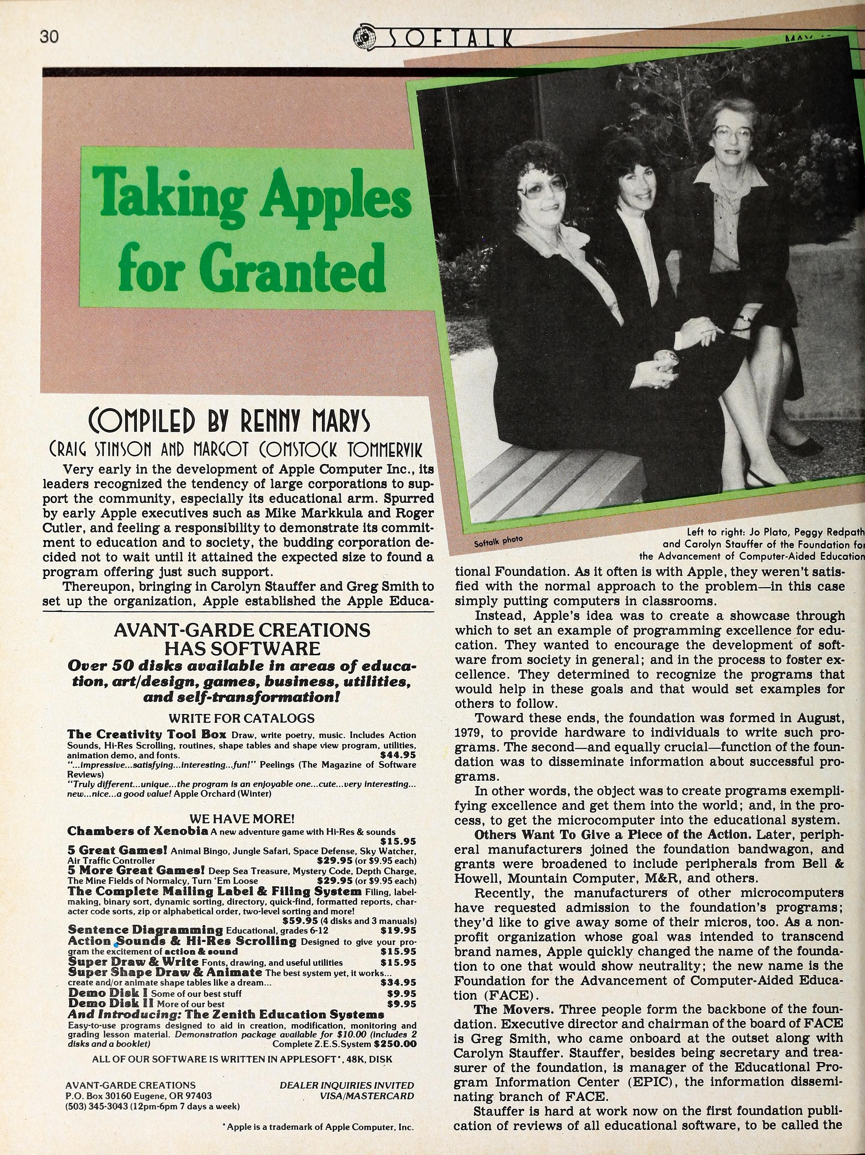 30
SOFTALK
Taking Apples
for Granted
COMPILED BY RENNY MARYS
CRAIG STINSON AND MARGOT COMSTOCK TOMMERVIK
Very early in the development of Apple Computer Inc., its
leaders recognized the tendency of large corporations to sup-
port the community, especially its educational arm. Spurred
by early Apple executives such as Mike Markkula and Roger
Cutler, and feeling a responsibility to demonstrate its commit-
ment to education and to society, the budding corporation de-
cided not to wait until it attained the expected size to found a
program offering just such support.
Thereupon, bringing in Carolyn Stauffer and Greg Smith to
set up the organization, Apple established the Apple Educa-
AVANT-GARDE CREATIONS
HAS SOFTWARE
Over 50 disks available in areas of educa-
tion, art/design, games, business, utilities,
and self-transformation!
WRITE FOR CATALOGS
The Creativity Tool Box Draw, write poetry, music. Includes Action
Sounds, Hi-Res Scrolling, routines, shape tables and shape view program, utilities,
animation demo, and fonts. $44.95
"...impressive...satisfying...interesting...fun!" Peelings (The Magazine of Software
Reviews)
"Truly different...unique...the program is an enjoyable one...cute...very interesting...
new...nice...a good value! Apple Orchard (Winter)
WE HAVE MORE!
Chambers of Xenobia A new adventure game with Hi-Res & sounds
$15.95
5 Great Games! Animal Bingo, Jungle Safari, Space Defense, Sky Watcher,
Air Traffic Controller $29.95 (or $9.95 each)
5 More Great Games! Deep Sea Treasure, Mystery Code, Depth Charge,
The Mine Fields of Normalcy, Turn 'Em Loose $29.95 (or $9.95 each)
The Complete Mailing Label & Filing System Filing, label-
making, binary sort, dynamic sorting, directory, quick-find, formatted reports, char-
acter code sorts, zip or alphabetical order, two-level sorting and more!
$59.95 (4 disks and 3 manuals)
Sentence Diagramming Educational, grades 6-12 $19.95
Action Sounds & Hi-Res Scrolling Designed to give your pro-
gram the excitement of action & sound $15.95
Super Draw & Write Fonts, drawing, and useful utilities $15.95
Super Shape Draw & Animate The best system yet, it works...
create and/or animate shape tables like a dream... $34.95
Demo Disk I Some of our best stuff $9.95
Demo Disk II More of our best $9.95
And Introducing: The Zenith Education Systems
Easy-to-use programs designed to aid in creation, modification, monitoring and
grading lesson material. Demonstration package available for $10.00 (includes 2
disks and a booklet) Complete Z.E.S. System $250.00
ALL OF OUR SOFTWARE IS WRITTEN IN APPLESOFT*, 48K, DISK
AVANT-GARDE CREATIONS DEALER INQUIRIES INVITED
P.O. Box 30160 Eugene, OR 97403 VISA/MASTERCARD
(503) 345-3043 (12pm-6pm 7 days a week)
*Apple is a trademark of Apple Computer, Inc.
Softalk photo
Left to right: Jo Plato, Peggy Redpath
and Carolyn Stauffer of the Foundation for
the Advancement of Computer-Aided Education
tional Foundation. As it often is with Apple, they weren't satis-
fied with the normal approach to the problem—in this case
simply putting computers in classrooms.
Instead, Apple's idea was to create a showcase through
which to set an example of programming excellence for edu-
cation. They wanted to encourage the development of soft-
ware from society in general; and in the process to foster ex-
cellence. They determined to recognize the programs that
would help in these goals and that would set examples for
others to follow.
Toward these ends, the foundation was formed in August,
1979, to provide hardware to individuals to write such pro-
grams. The second—and equally crucial—function of the foun-
dation was to disseminate information about successful pro-
grams.
In other words, the object was to create programs exempli-
fying excellence and get them into the world; and, in the pro-
cess, to get the microcomputer into the educational system.
Others Want To Give a Piece of the Action. Later, periph-
eral manufacturers joined the foundation bandwagon, and
grants were broadened to include peripherals from Bell &
Howell, Mountain Computer, M&R, and others.
Recently, the manufacturers of other microcomputers
have requested admission to the foundation's programs;
they'd like to give away some of their micros, too. As a non-
profit organization whose goal was intended to transcend
brand names, Apple quickly changed the name of the founda-
tion to one that would show neutrality; the new name is the
Foundation for the Advancement of Computer-Aided Educa-
tion (FACE).
The Movers. Three people form the backbone of the foun-
dation. Executive director and chairman of the board of FACE
is Greg Smith, who came onboard at the outset along with
Carolyn Stauffer. Stauffer, besides being secretary and trea-
surer of the foundation, is manager of the Educational Pro-
gram Information Center (EPIC), the information dissemi-
nating branch of FACE.
Stauffer is hard at work now on the first foundation publi-
cation of reviews of all educational software, to be called the